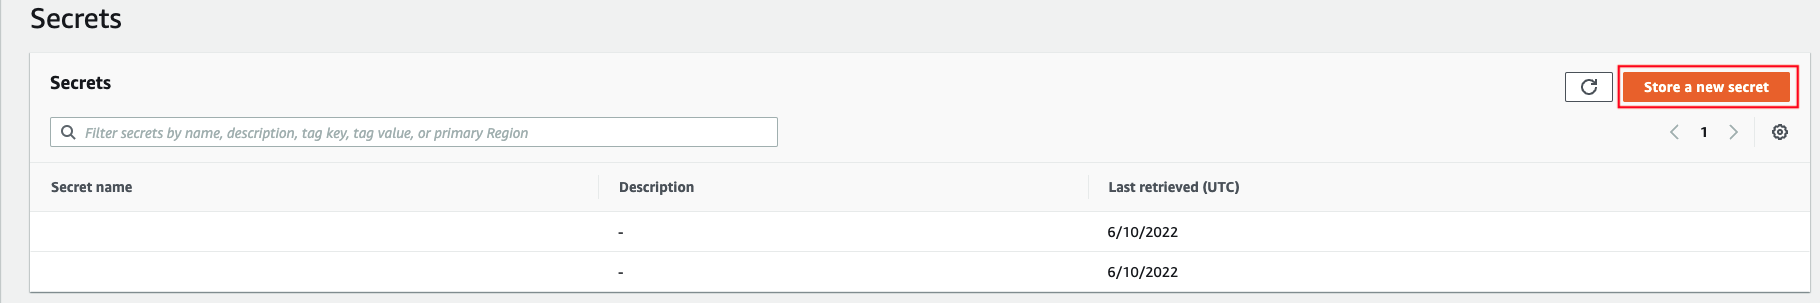 Secrets
Secrets
Store a new secret
Filter secrets by name, description, tag key, tag value, or primary Region
1
Secret name Description Last retrieved (UTC)
- 6/10/2022
- 6/10/2022